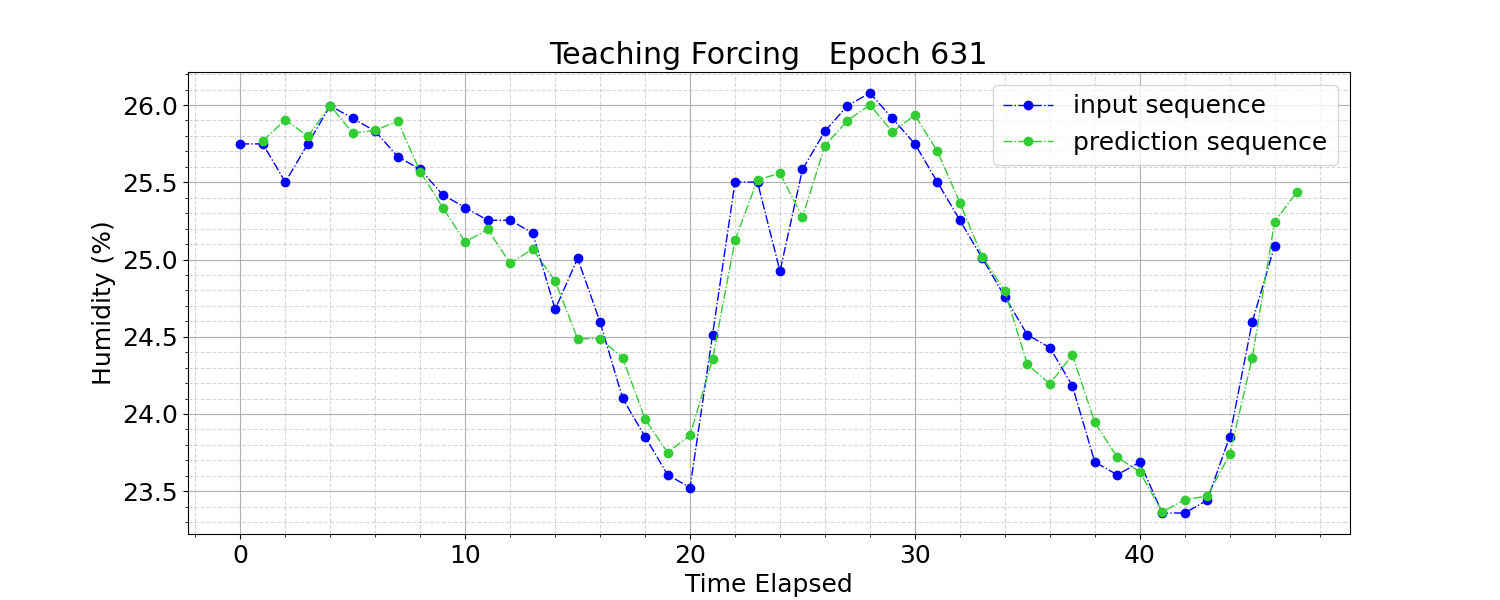 Teaching Forcing   Epoch 631
input sequence
prediction sequence
Humidity (%)
26.0
25.5
25.0
24.5
24.0
23.5
0 10 20 30 40
Time Elapsed